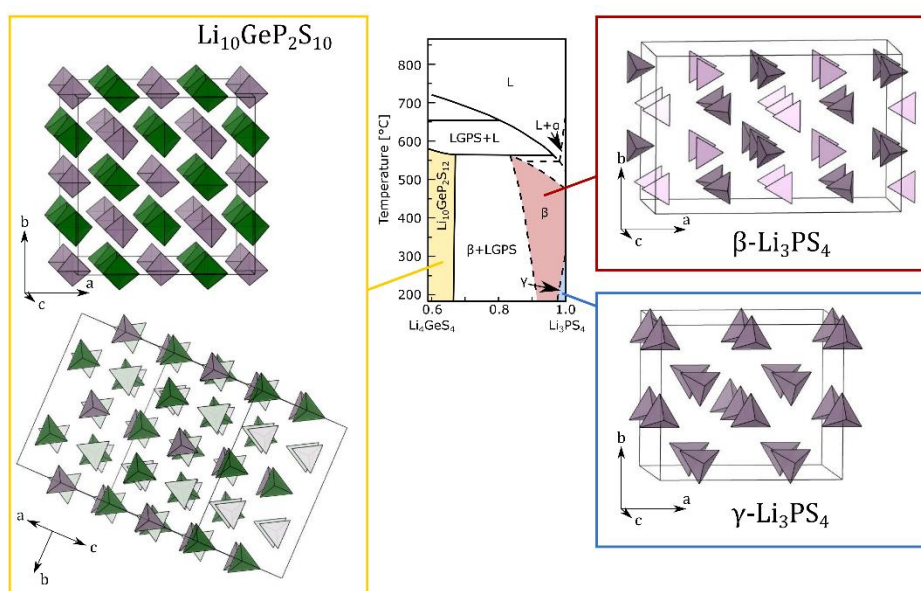 Li₁₀GeP₂S₁₀
b
c
a
a
c
b
Temperature [°C]
800
700
600
500
400
300
200
L
L+α
LGPS+L
Li₁₀GeP₂S₁₂
β
β+LGPS
γ
0.6
0.8
1.0
Li₄GeS₄
Li₃PS₄
b
a
c
β-Li₃PS₄
b
a
c
γ-Li₃PS₄